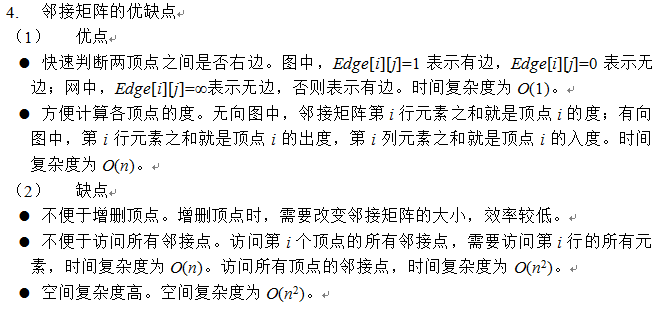 4. 邻接矩阵的优缺点
（1） 优点
● 快速判断两顶点之间是否右边。图中，Edge[i][j]=1 表示有边，Edge[i][j]=0 表示无
边；网中，Edge[i][j]=∞表示无边，否则表示有边。时间复杂度为 O(1)。
● 方便计算各顶点的度。无向图中，邻接矩阵第 i 行元素之和就是顶点 i 的度；有向
图中，第 i 行元素之和就是顶点 i 的出度，第 i 列元素之和就是顶点 i 的入度。时间
复杂度为 O(n)。
（2） 缺点
● 不便于增删顶点。增删顶点时，需要改变邻接矩阵的大小，效率较低。
● 不便于访问所有邻接点。访问第 i 个顶点的所有邻接点，需要访问第 i 行的所有元
素，时间复杂度为 O(n)。访问所有顶点的邻接点，时间复杂度为 O(n²)。
● 空间复杂度高。空间复杂度为 O(n²)。